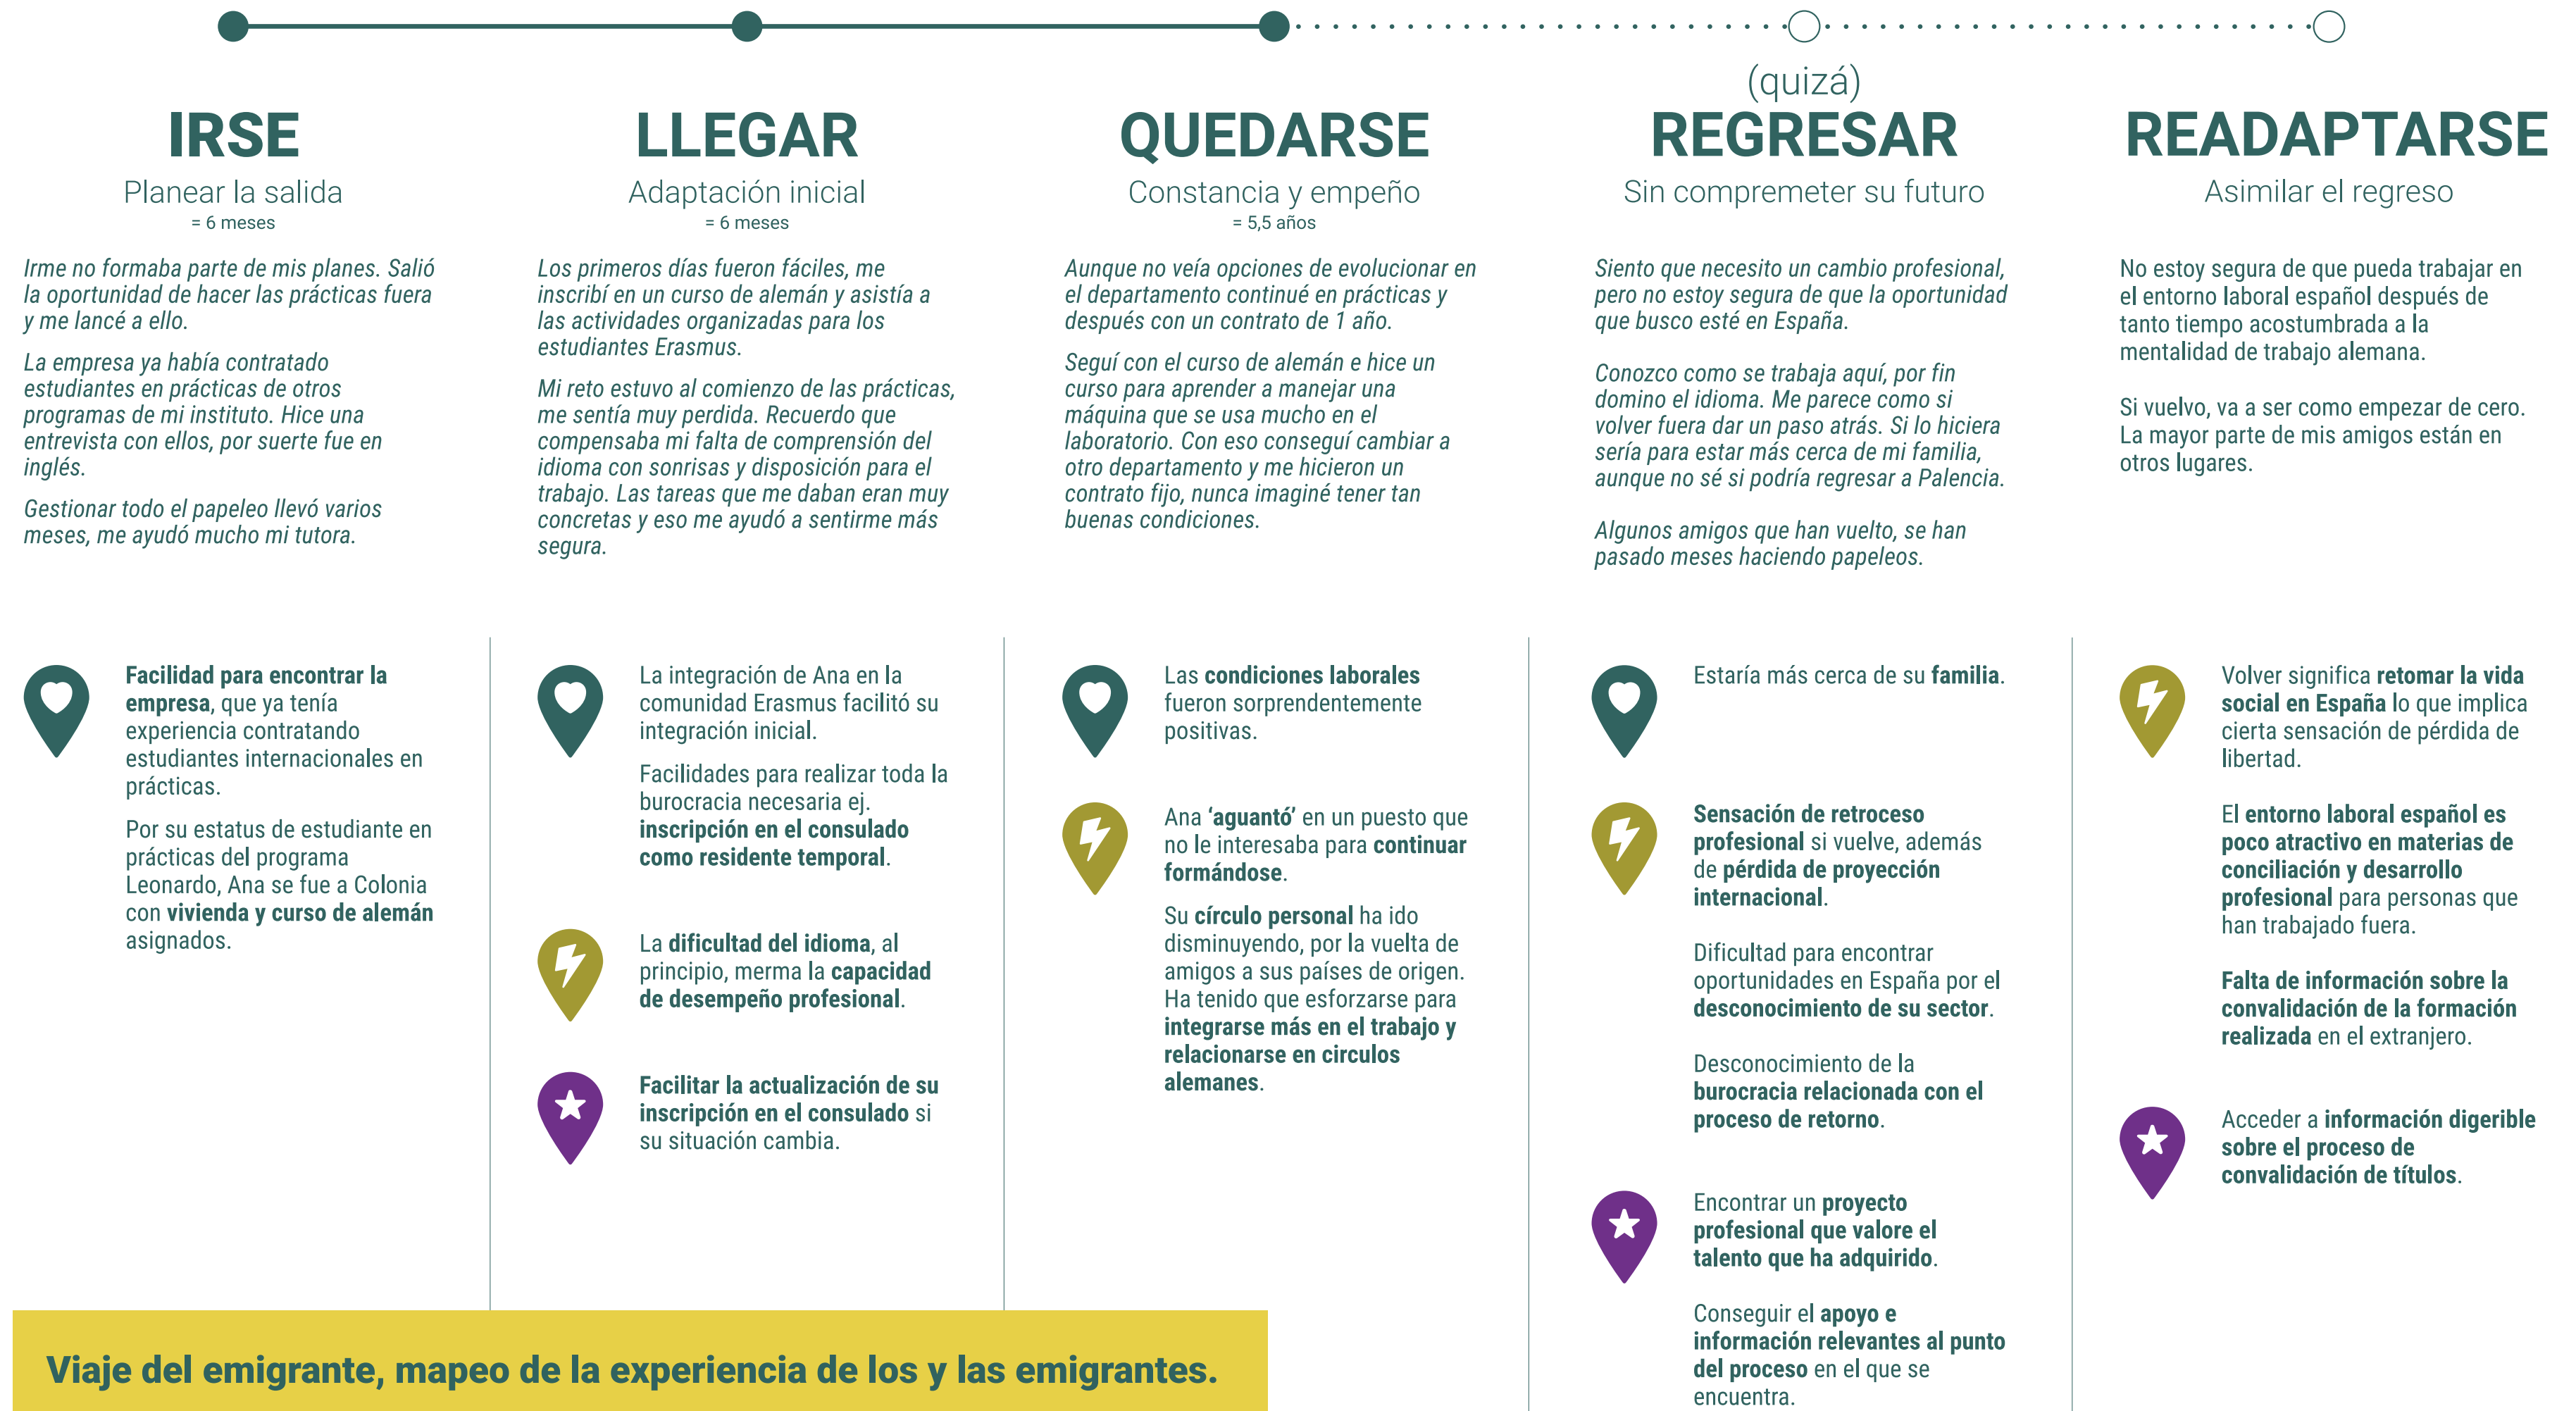 IRSE
Planear la salida
= 6 meses
Irme no formaba parte de mis planes. Salió
la oportunidad de hacer las prácticas fuera
y me lancé a ello.
La empresa ya había contratado
estudiantes en prácticas de otros
programas de mi instituto. Hice una
entrevista con ellos, por suerte fue en
inglés.
Gestionar todo el papeleo llevó varios
meses, me ayudó mucho mi tutora.
Facilidad para encontrar la
empresa, que ya tenía
experiencia contratando
estudiantes internacionales en
prácticas.
Por su estatus de estudiante en
prácticas del programa
Leonardo, Ana se fue a Colonia
con vivienda y curso de alemán
asignados.
LLEGAR
Adaptación inicial
= 6 meses
Los primeros días fueron fáciles, me
inscribí en un curso de alemán y asistía a
las actividades organizadas para los
estudiantes Erasmus.
Mi reto estuvo al comienzo de las prácticas,
me sentía muy perdida. Recuerdo que
compensaba mi falta de comprensión del
idioma con sonrisas y disposición para el
trabajo. Las tareas que me daban eran muy
concretas y eso me ayudó a sentirme más
segura.
La integración de Ana en la
comunidad Erasmus facilitó su
integración inicial.
Facilidades para realizar toda la
burocracia necesaria ej.
inscripción en el consulado
como residente temporal.
La dificultad del idioma, al
principio, merma la capacidad
de desempeño profesional.
Facilitar la actualización de su
inscripción en el consulado si
su situación cambia.
QUEDARSE
Constancia y empeño
= 5,5 años
Aunque no veía opciones de evolucionar en
el departamento continué en prácticas y
después con un contrato de 1 año.
Seguí con el curso de alemán e hice un
curso para aprender a manejar una
máquina que se usa mucho en el
laboratorio. Con eso conseguí cambiar a
otro departamento y me hicieron un
contrato fijo, nunca imaginé tener tan
buenas condiciones.
Las condiciones laborales
fueron sorprendentemente
positivas.
Ana ‘aguantó’ en un puesto que
no le interesaba para continuar
formándose.
Su círculo personal ha ido
disminuyendo, por la vuelta de
amigos a sus países de origen.
Ha tenido que esforzarse para
integrarse más en el trabajo y
relacionarse en circulos
alemanes.
(quizá)
REGRESAR
Sin compremeter su futuro
Siento que necesito un cambio profesional,
pero no estoy segura de que la oportunidad
que busco esté en España.
Conozco como se trabaja aquí, por fin
domino el idioma. Me parece como si
volver fuera dar un paso atrás. Si lo hiciera
sería para estar más cerca de mi familia,
aunque no sé si podría regresar a Palencia.
Algunos amigos que han vuelto, se han
pasado meses haciendo papeleos.
Estaría más cerca de su familia.
Sensación de retroceso
profesional si vuelve, además
de pérdida de proyección
internacional.
Dificultad para encontrar
oportunidades en España por el
desconocimiento de su sector.
Desconocimiento de la
burocracia relacionada con el
proceso de retorno.
Encontrar un proyecto
profesional que valore el
talento que ha adquirido.
Conseguir el apoyo e
información relevantes al punto
del proceso en el que se
encuentra.
READAPTARSE
Asimilar el regreso
No estoy segura de que pueda trabajar en
el entorno laboral español después de
tanto tiempo acostumbrada a la
mentalidad de trabajo alemana.
Si vuelvo, va a ser como empezar de cero.
La mayor parte de mis amigos están en
otros lugares.
Volver significa retomar la vida
social en España lo que implica
cierta sensación de pérdida de
libertad.
El entorno laboral español es
poco atractivo en materias de
conciliación y desarrollo
profesional para personas que
han trabajado fuera.
Falta de información sobre la
convalidación de la formación
realizada en el extranjero.
Acceder a información digerible
sobre el proceso de
convalidación de títulos.
Viaje del emigrante, mapeo de la experiencia de los y las emigrantes.